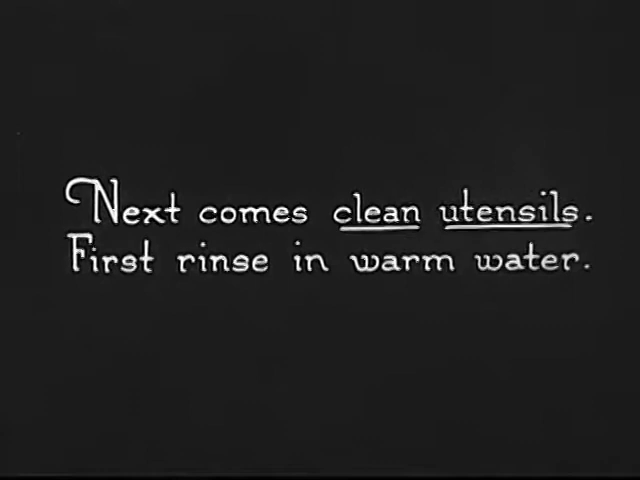 Next comes clean utensils.
First rinse in warm water.